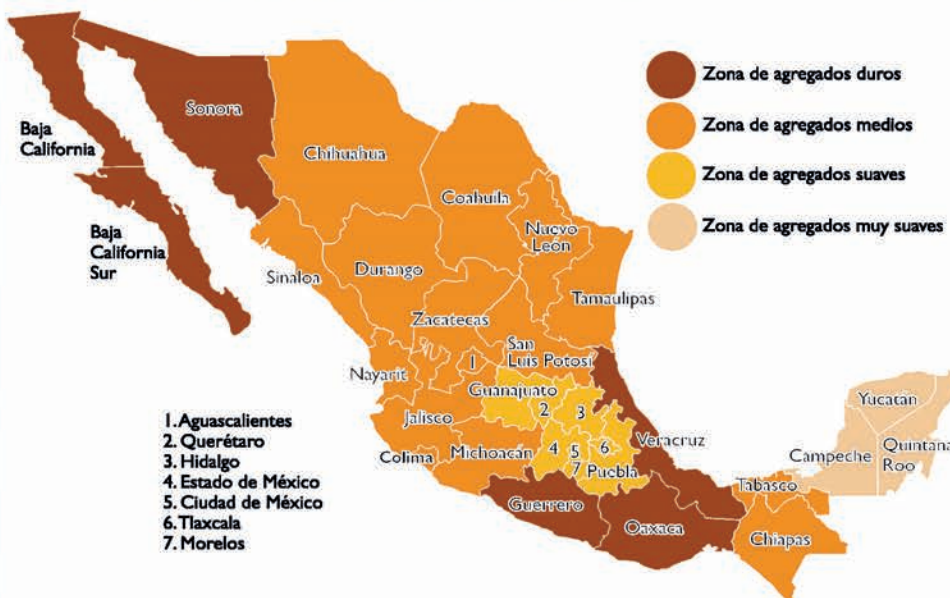 Zona de agregados duros
Zona de agregados medios
Zona de agregados suaves
Zona de agregados muy suaves
Baja
California
Sonora
Chihuahua
Coahuila
Baja
California
Sur
Nuevo
León
Sinaloa
Durango
Tamaulipas
Zacatecas
San
Luis Potosí
Nayarit
1
Guanajuato
2
3
Jalisco
Yucatán
Colima
Michoacán
4
5
6
7
Puebla
Veracruz
Campeche
Quintana
Roo
Tabasco
Guerrero
Oaxaca
Chiapas
1. Aguascalientes
2. Querétaro
3. Hidalgo
4. Estado de México
5. Ciudad de México
6. Tlaxcala
7. Morelos